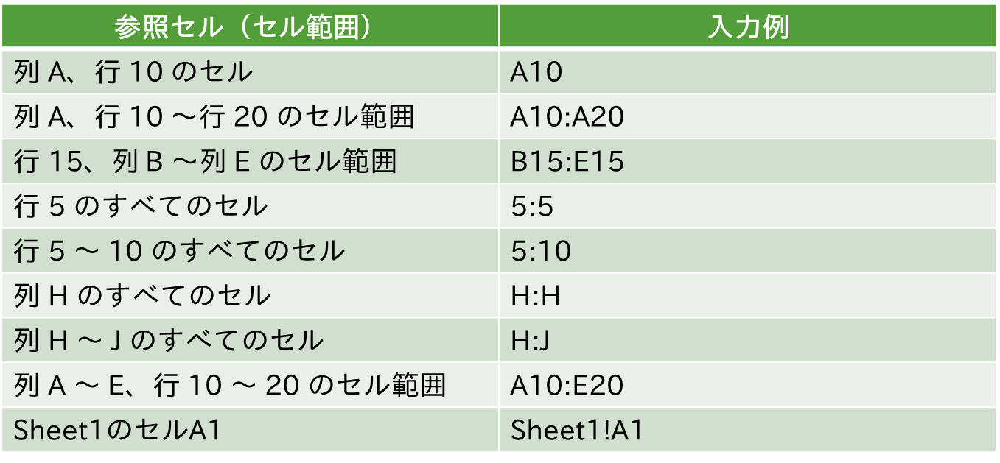 参照セル（セル範囲） 入力例
列 A、行 10 のセル A10
列 A、行 10 ～行 20 のセル範囲 A10:A20
行 15、列 B ～列 E のセル範囲 B15:E15
行 5 のすべてのセル 5:5
行 5 ～ 10 のすべてのセル 5:10
列 H のすべてのセル H:H
列 H ～ J のすべてのセル H:J
列 A ～ E、行 10 ～ 20 のセル範囲 A10:E20
Sheet1のセルA1 Sheet1!A1